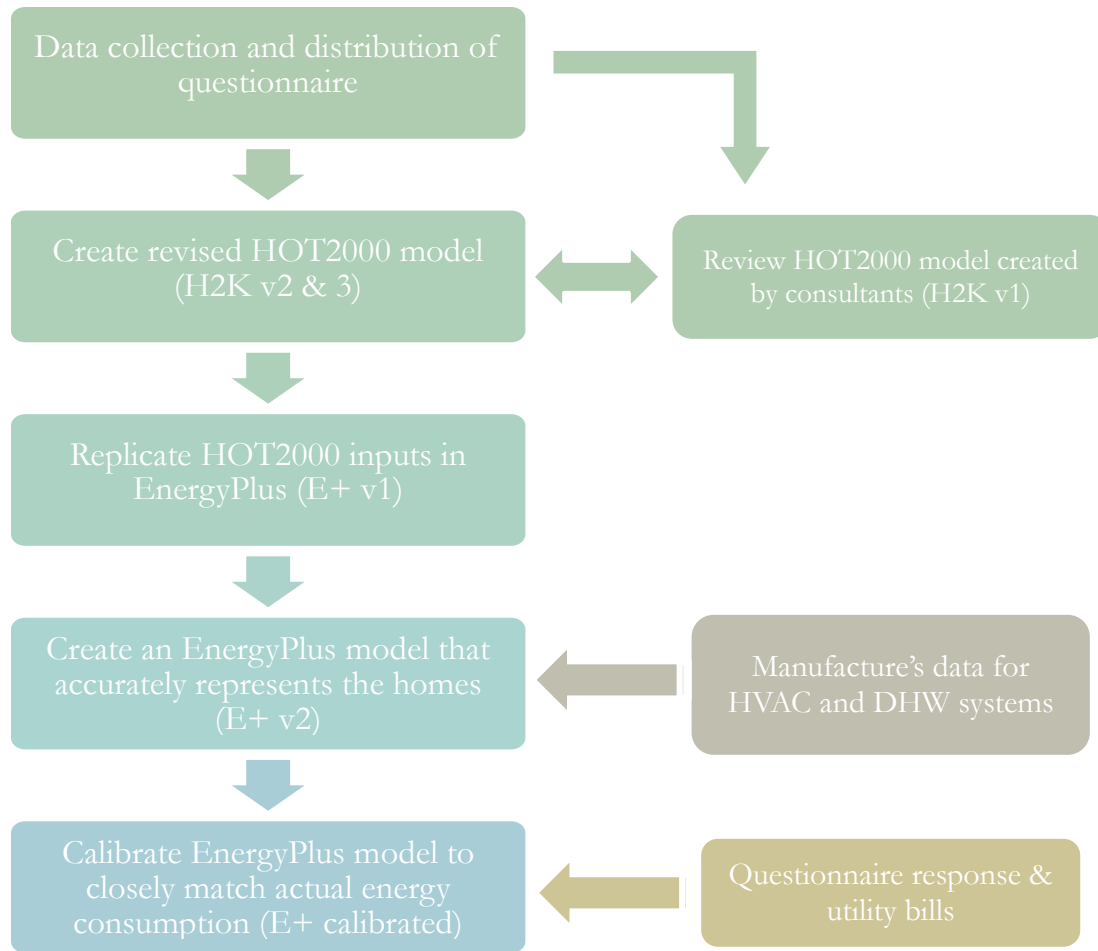 Data collection and distribution of
questionnaire
Create revised HOT2000 model
(H2K v2 & 3)
Review HOT2000 model created
by consultants (H2K v1)
Replicate HOT2000 inputs in
EnergyPlus (E+ v1)
Create an EnergyPlus model that
accurately represents the homes
(E+ v2)
Manufacture’s data for
HVAC and DHW systems
Calibrate EnergyPlus model to
closely match actual energy
consumption (E+ calibrated)
Questionnaire response &
utility bills